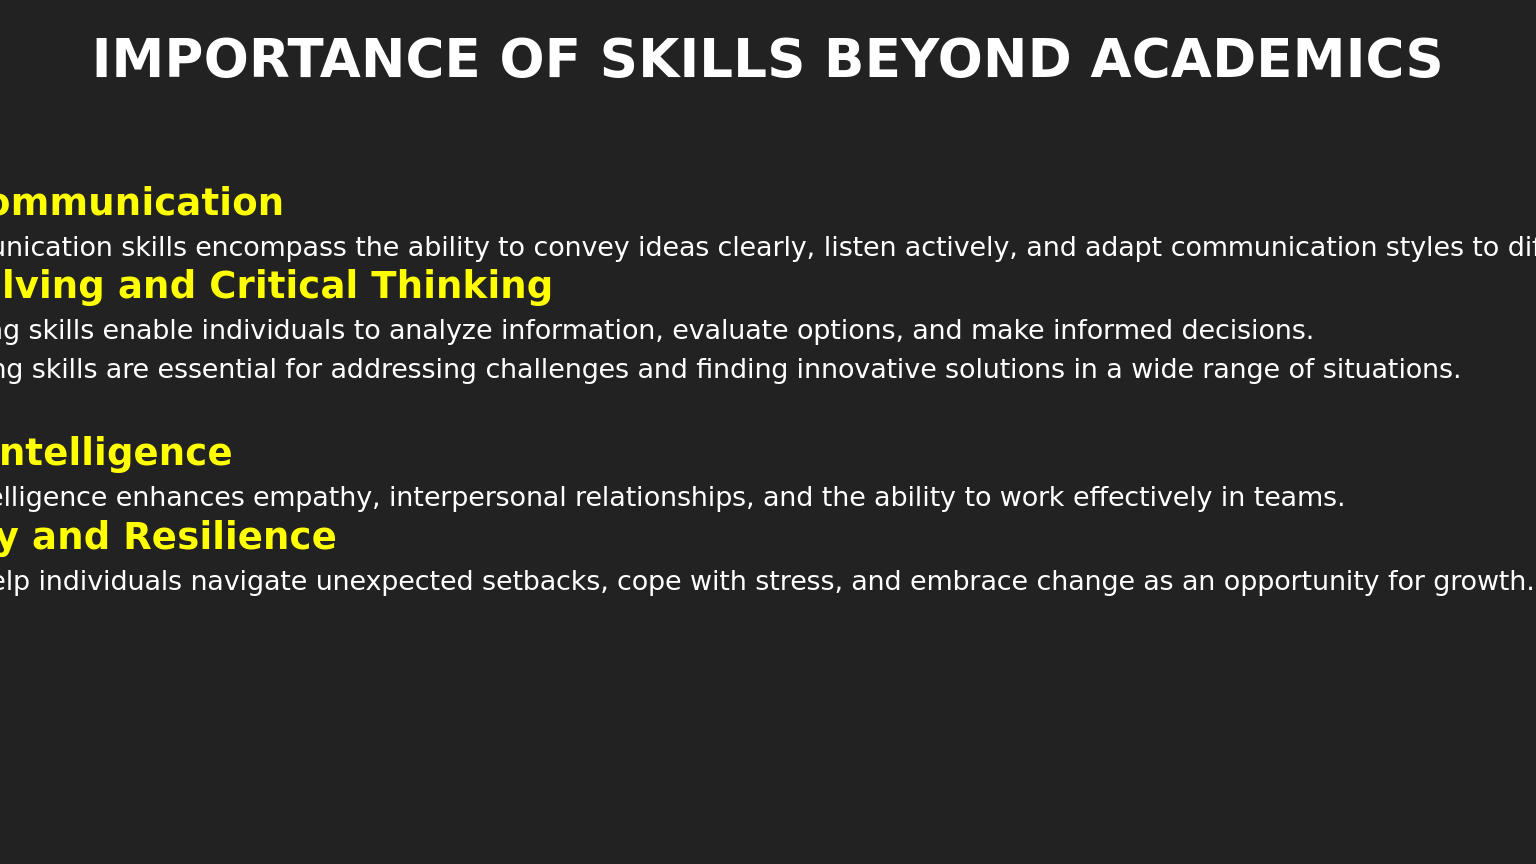 IMPORTANCE OF SKILLS BEYOND ACADEMICS
ommunication
unication skills encompass the ability to convey ideas clearly, listen actively, and adapt communication styles to dif
lving and Critical Thinking
ng skills enable individuals to analyze information, evaluate options, and make informed decisions.
ng skills are essential for addressing challenges and finding innovative solutions in a wide range of situations.
ntelligence
elligence enhances empathy, interpersonal relationships, and the ability to work effectively in teams.
y and Resilience
elp individuals navigate unexpected setbacks, cope with stress, and embrace change as an opportunity for growth.